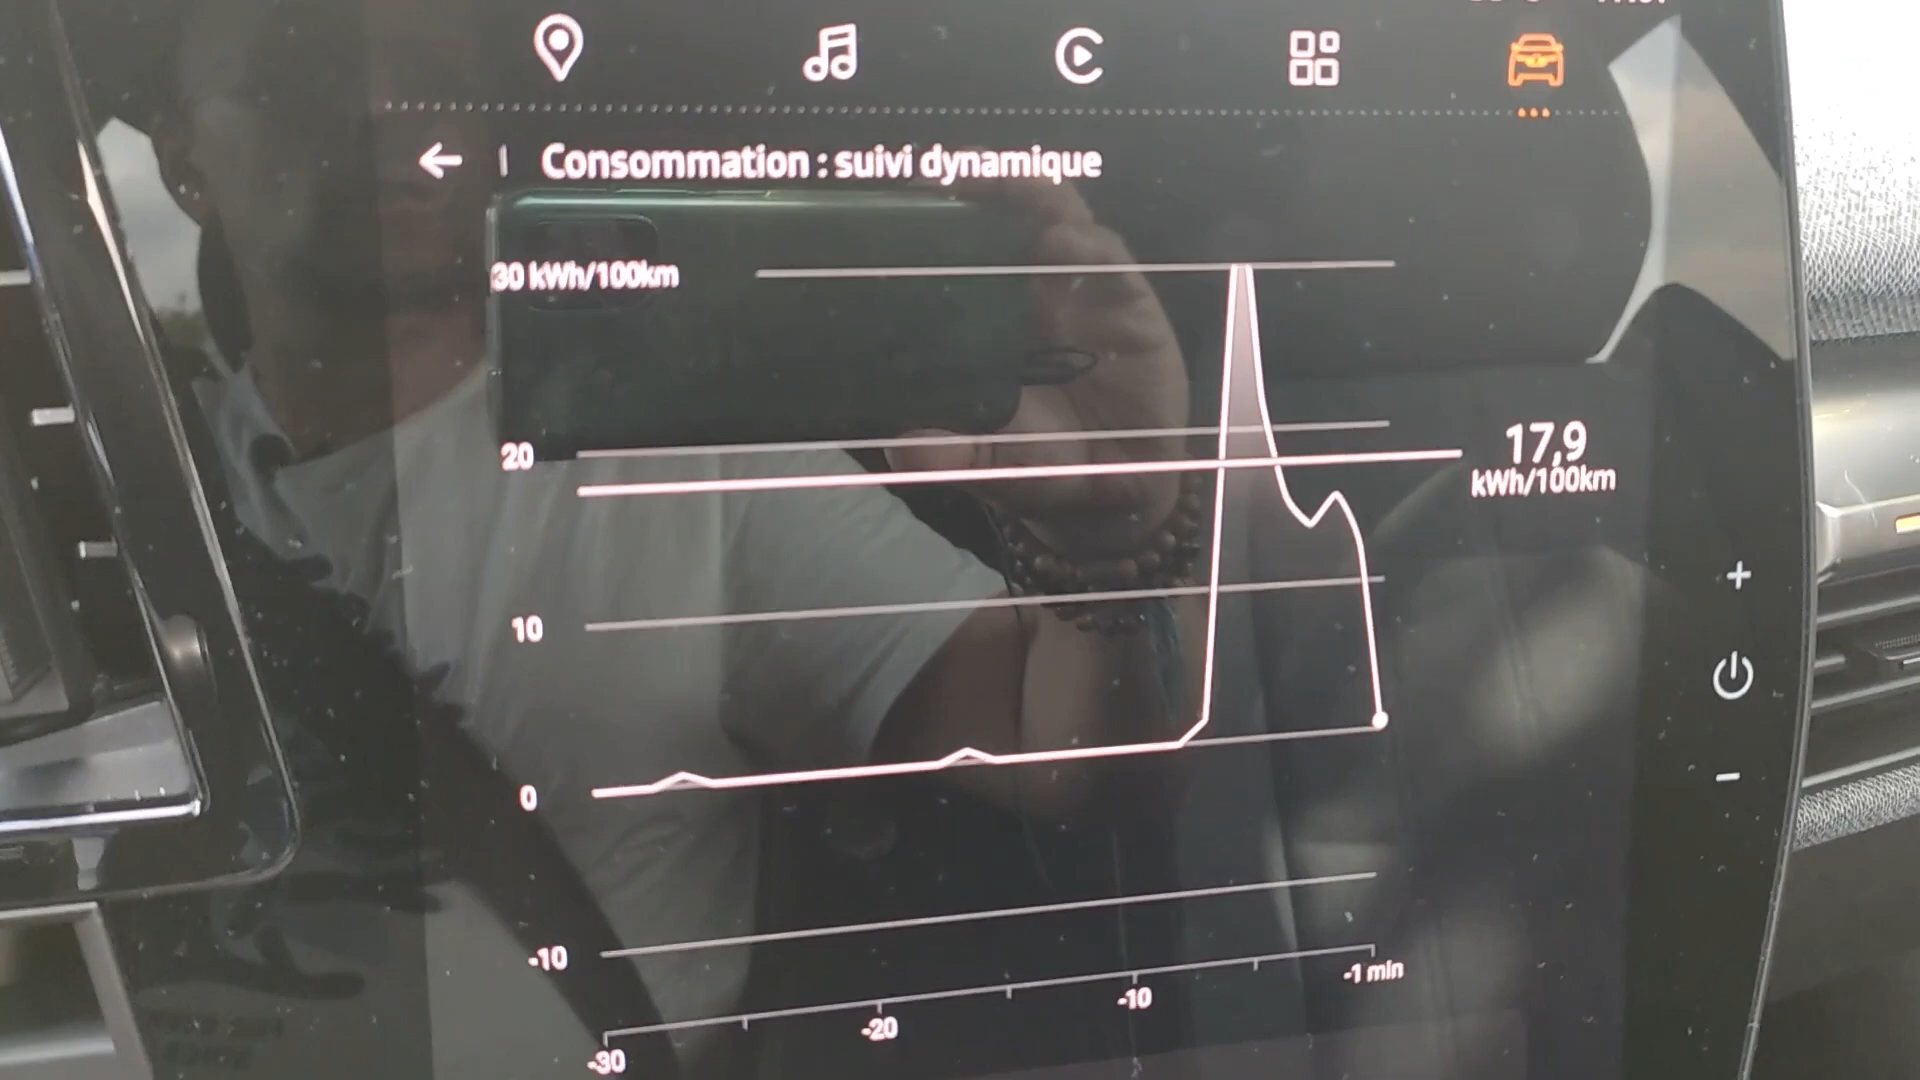 Consommation : suivi dynamique
30 kWh/100km
20
17,9
kWh/100km
10
0
-10
-1 min
-10
-20
-30